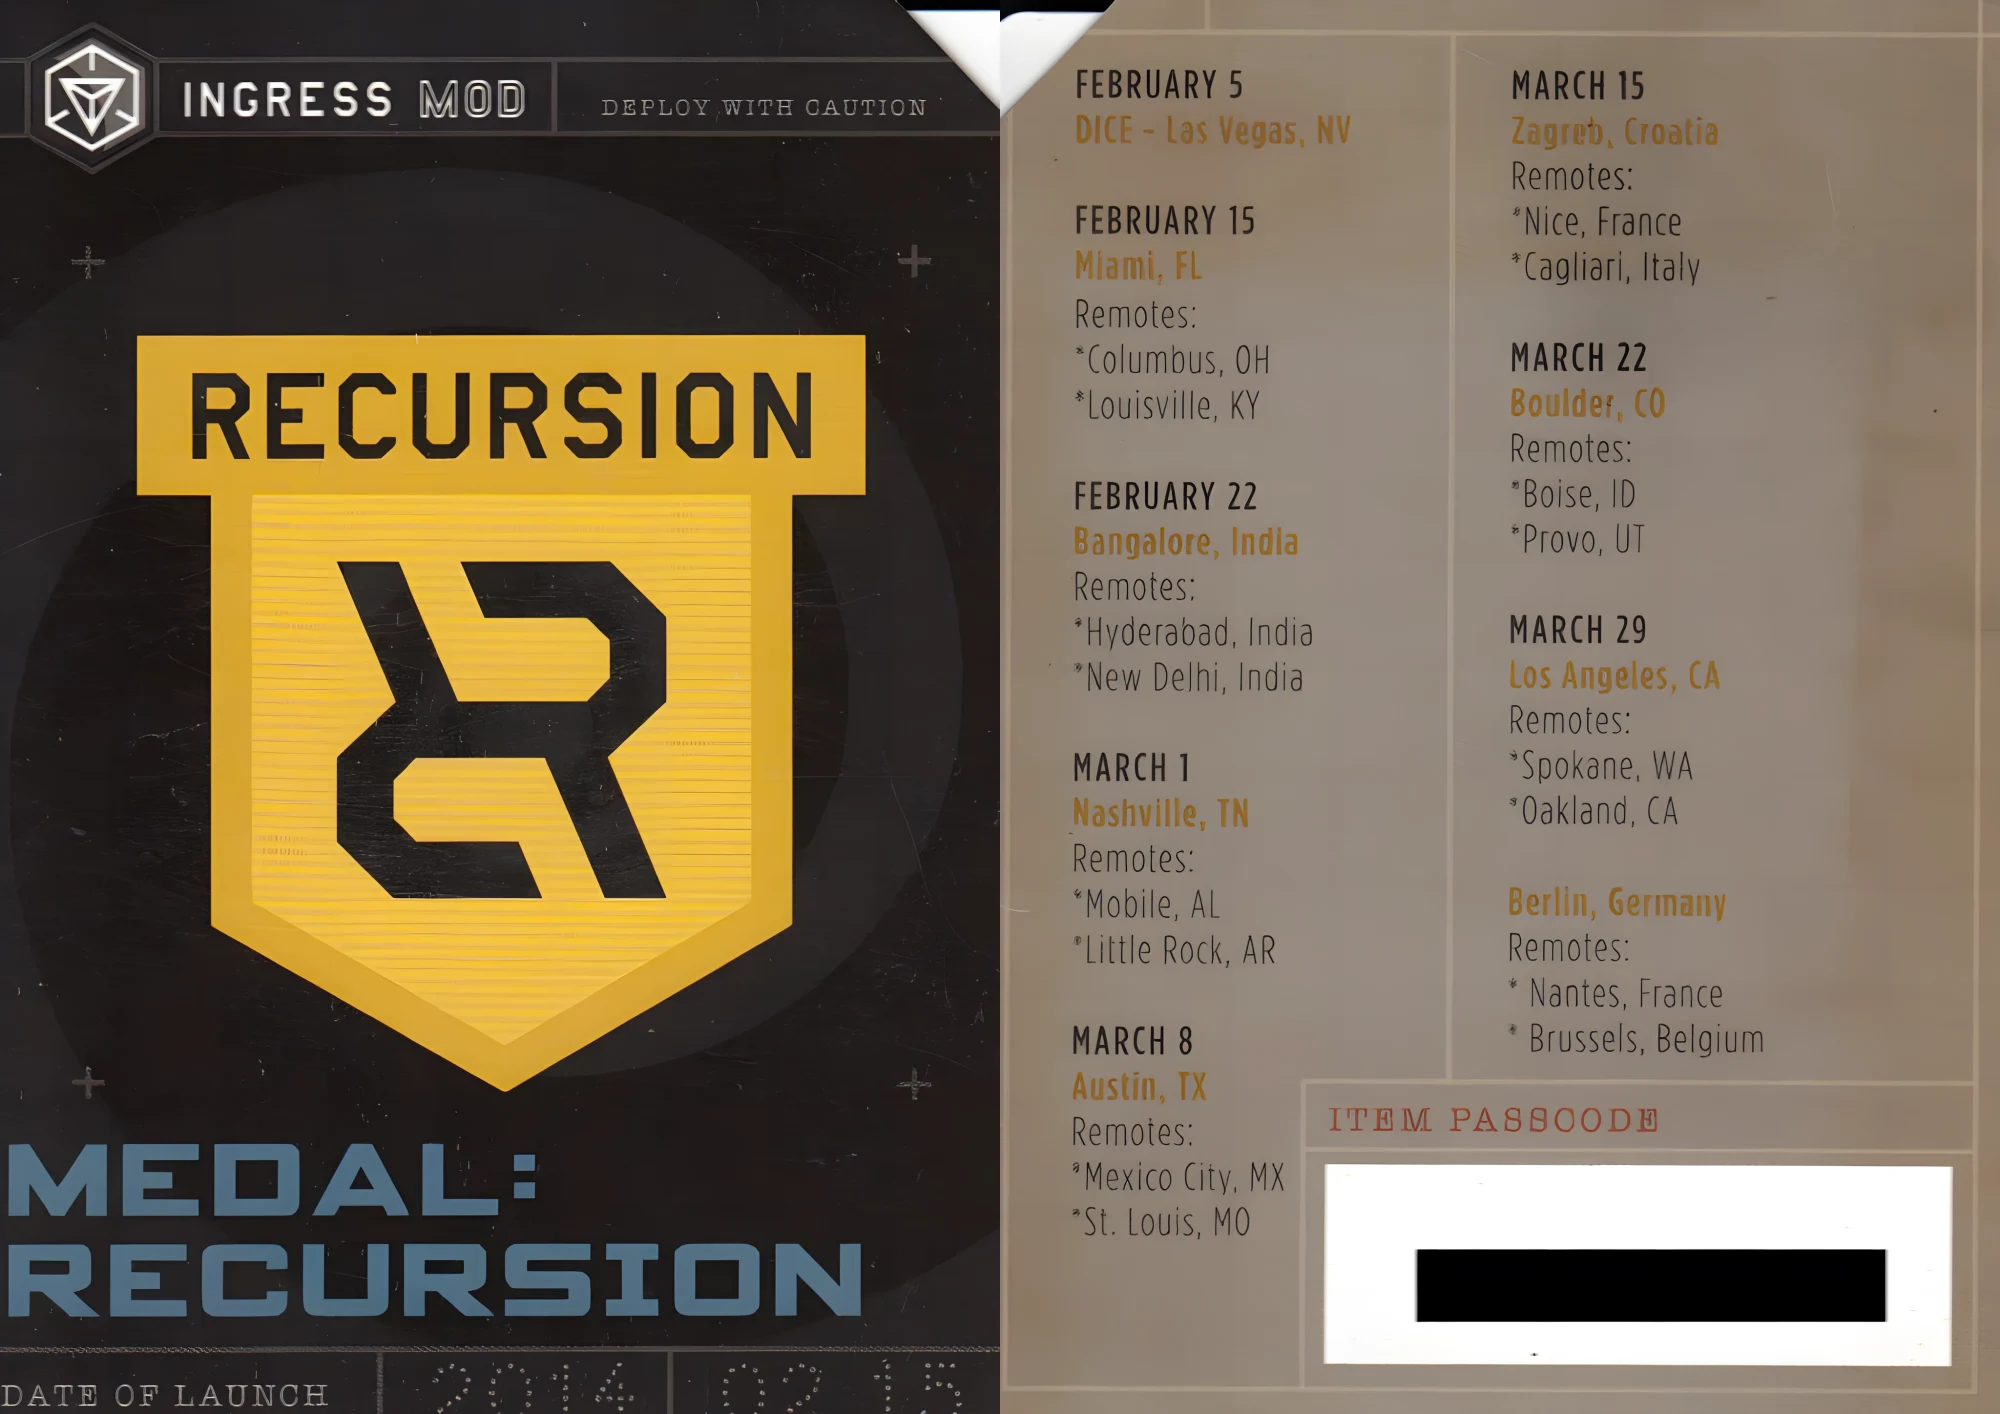 INGRESS MOD
DEPLOY WITH CAUTION
RECURSION
R
MEDAL:
RECURSION
DATE OF LAUNCH 2014 02 15
FEBRUARY 5
DICE - Las Vegas, NV
FEBRUARY 15
Miami, FL
Remotes:
*Columbus, OH
*Louisville, KY
FEBRUARY 22
Bangalore, India
Remotes:
*Hyderabad, India
*New Delhi, India
MARCH 1
Nashville, TN
Remotes:
*Mobile, AL
*Little Rock, AR
MARCH 8
Austin, TX
Remotes:
*Mexico City, MX
*St. Louis, MO
MARCH 15
Zagreb, Croatia
Remotes:
*Nice, France
*Cagliari, Italy
MARCH 22
Boulder, CO
Remotes:
*Boise, ID
*Provo, UT
MARCH 29
Los Angeles, CA
Remotes:
*Spokane, WA
*Oakland, CA
Berlin, Germany
Remotes:
* Nantes, France
* Brussels, Belgium
ITEM PASSCODE